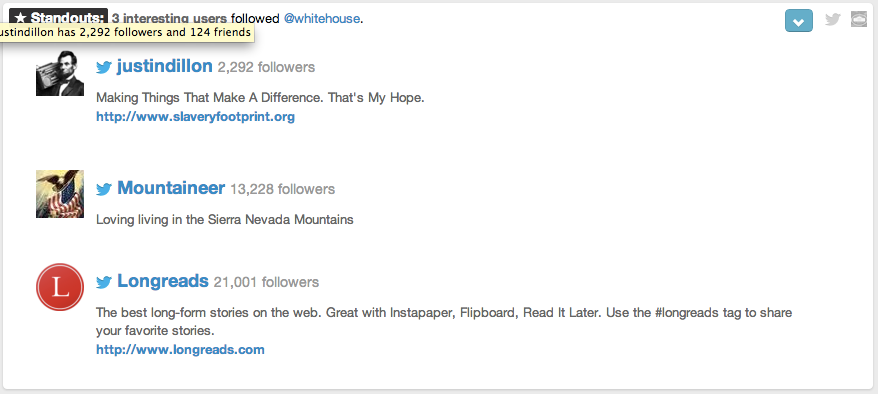 ★ Standouts: 3 interesting users followed @whitehouse.
ustindillon has 2,292 followers and 124 friends
justindillon 2,292 followers
Making Things That Make A Difference. That's My Hope.
http://www.slaveryfootprint.org
Mountaineer 13,228 followers
Loving living in the Sierra Nevada Mountains
L
Longreads 21,001 followers
The best long-form stories on the web. Great with Instapaper, Flipboard, Read It Later. Use the #longreads tag to share
your favorite stories.
http://www.longreads.com